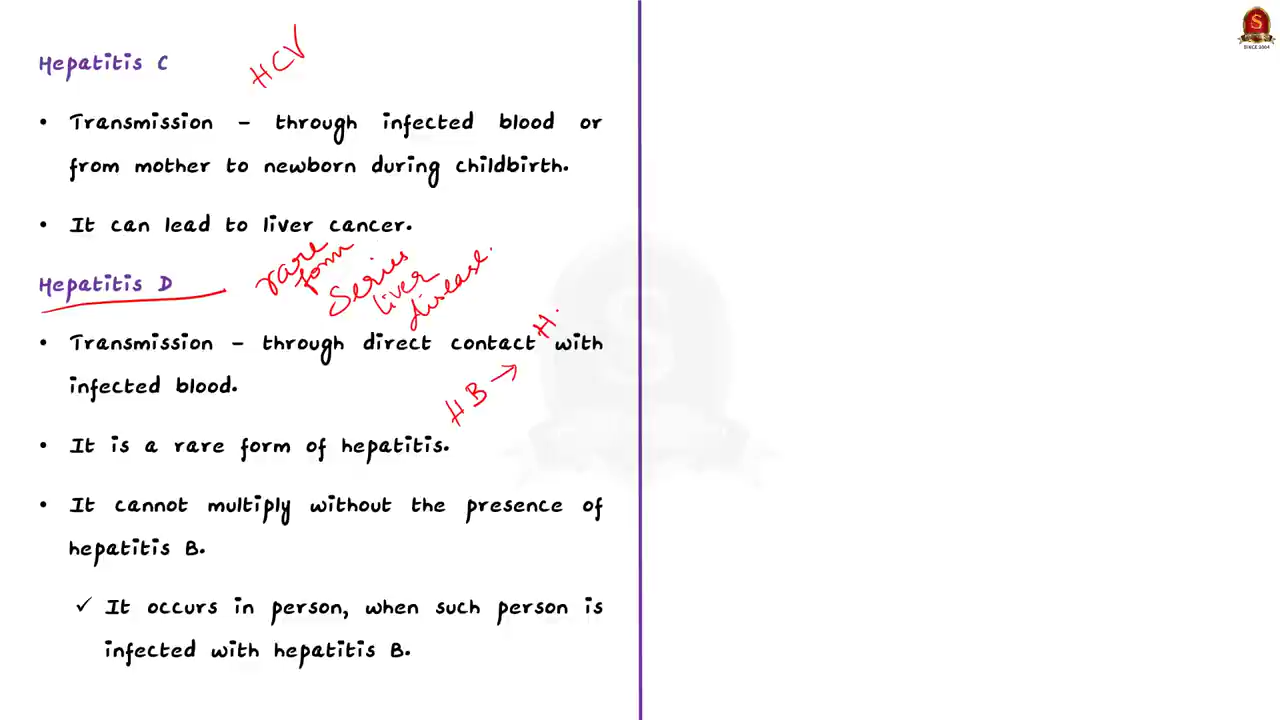 Hepatitis C
HCV
• Transmission – through infected blood or
from mother to newborn during childbirth.
• It can lead to liver cancer.
Hepatitis D
rare
form
Series
liver
disease.
• Transmission – through direct contact with
infected blood.
HB → H.
• It is a rare form of hepatitis.
• It cannot multiply without the presence of
hepatitis B.
✓ It occurs in person, when such person is
infected with hepatitis B.
S
SINCE 2004